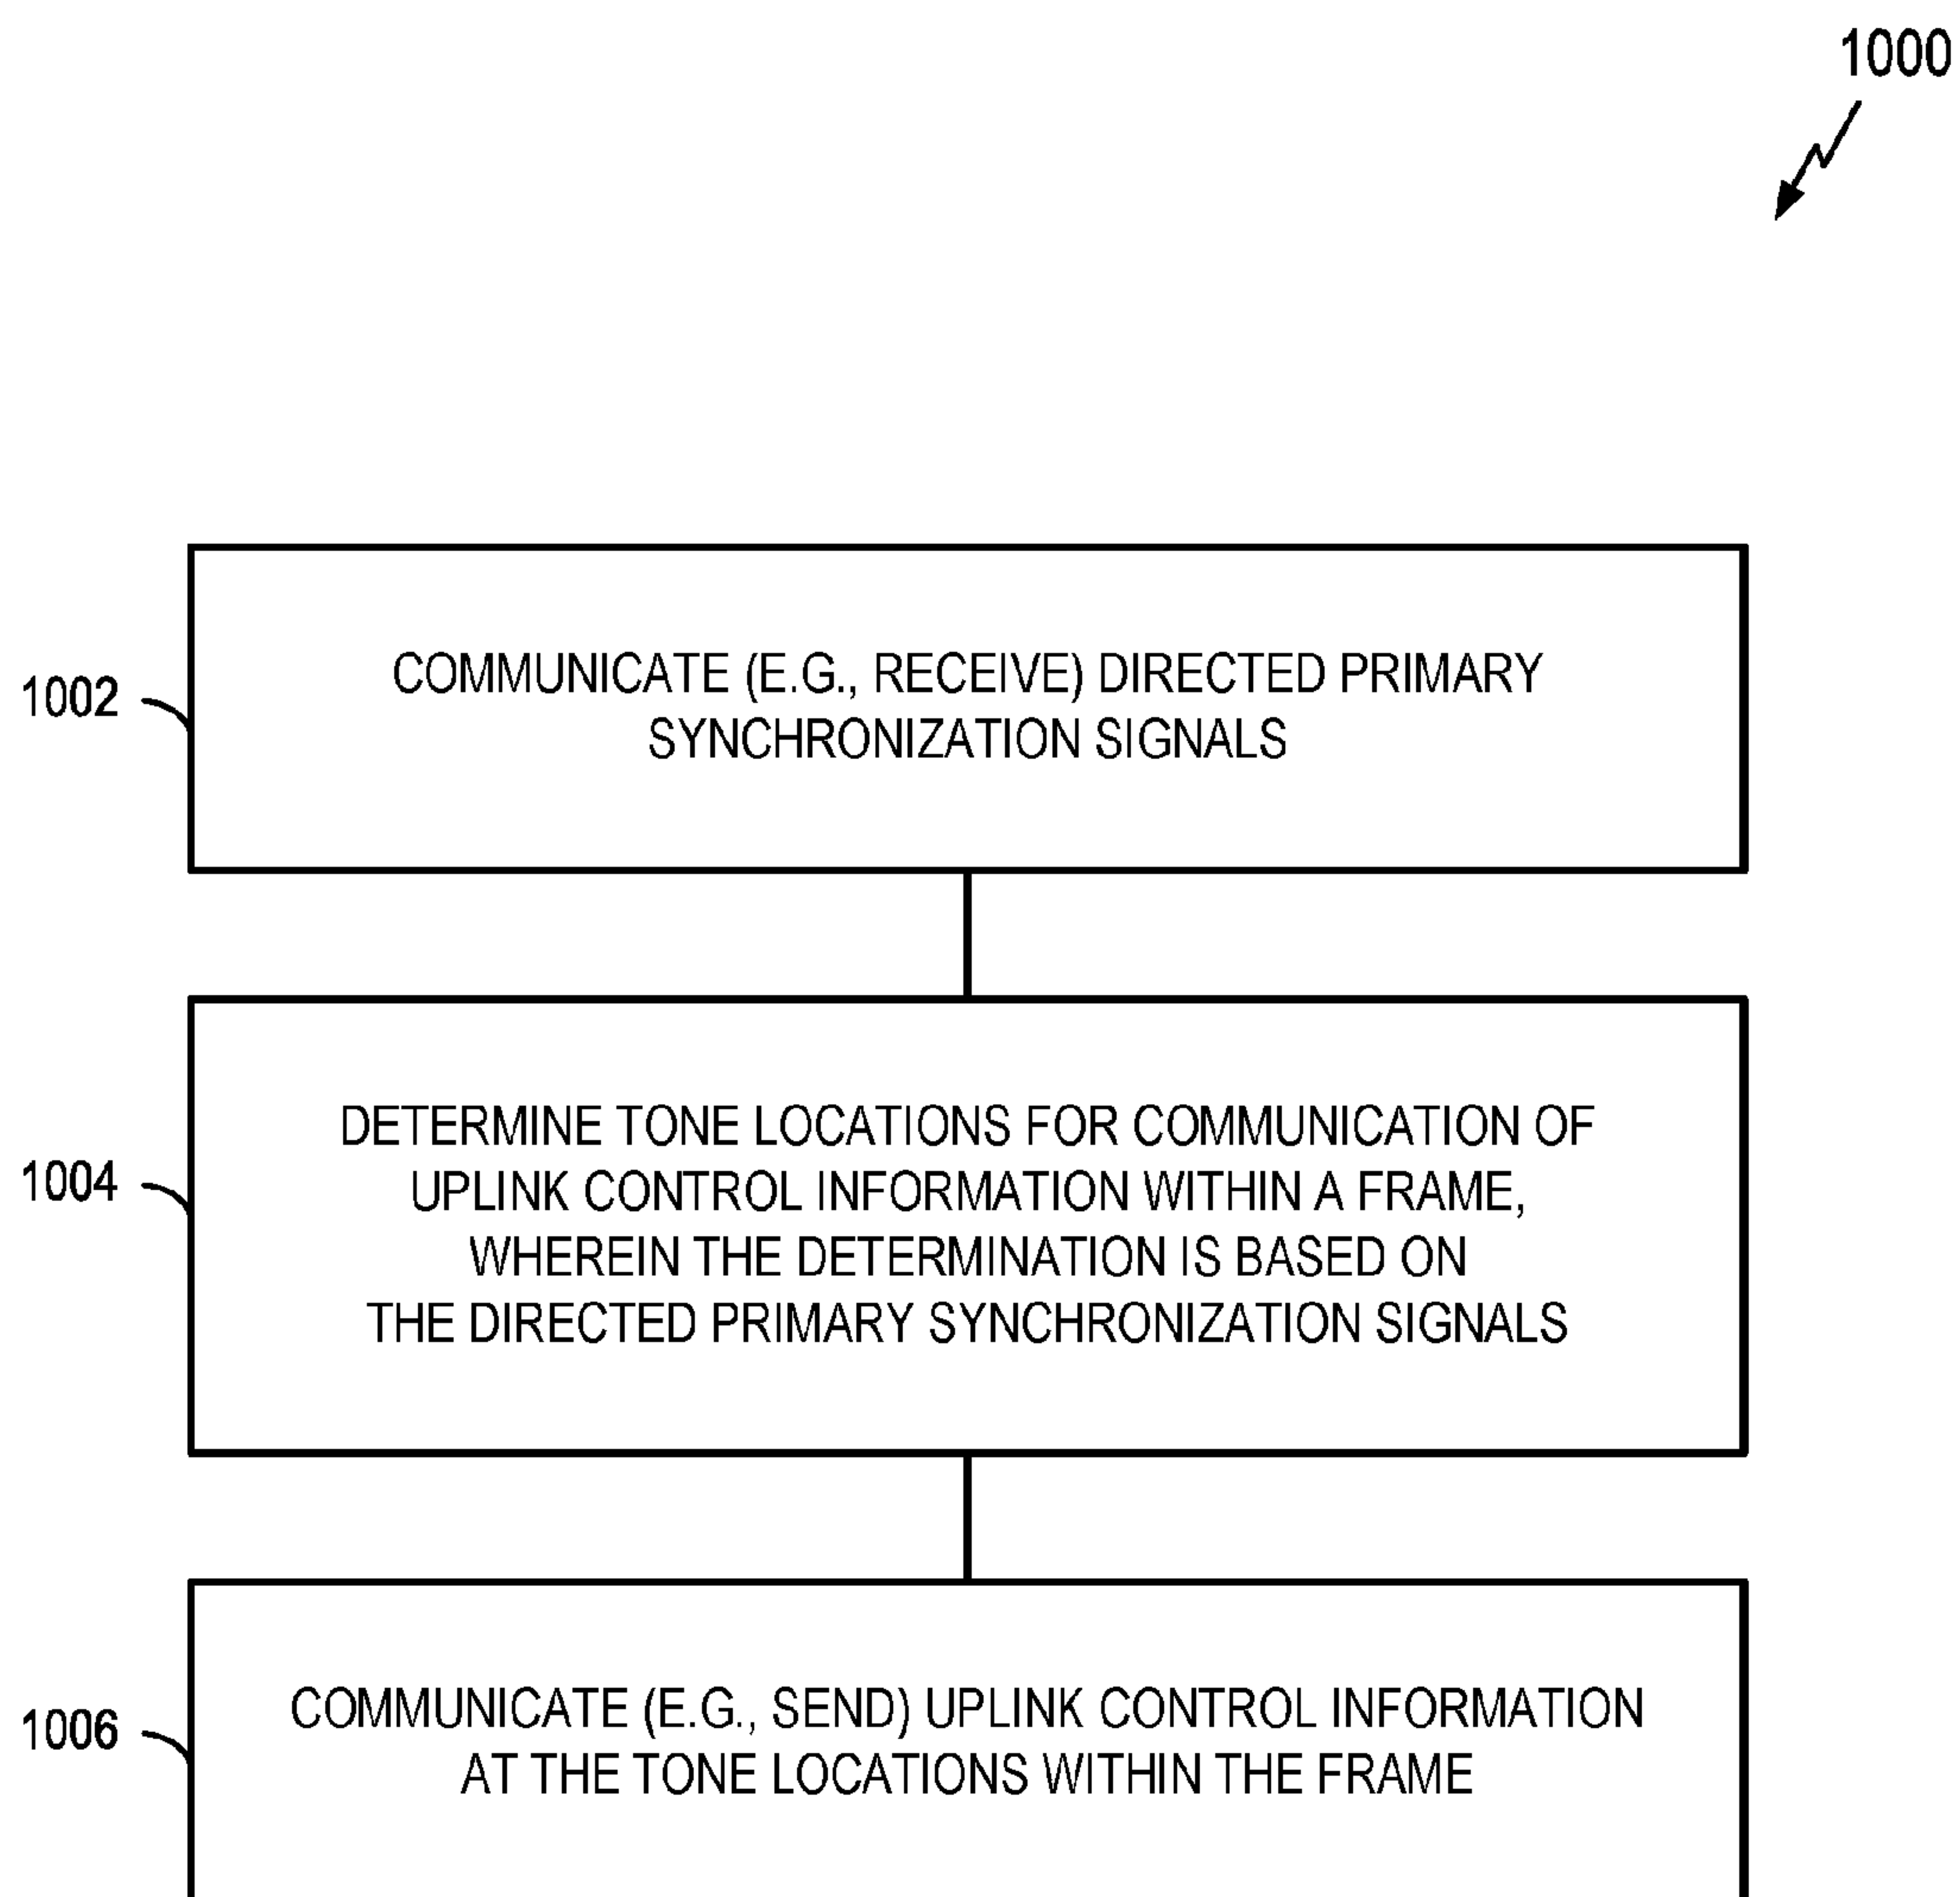 1000
1002
COMMUNICATE (E.G., RECEIVE) DIRECTED PRIMARY
SYNCHRONIZATION SIGNALS
1004
DETERMINE TONE LOCATIONS FOR COMMUNICATION OF
UPLINK CONTROL INFORMATION WITHIN A FRAME,
WHEREIN THE DETERMINATION IS BASED ON
THE DIRECTED PRIMARY SYNCHRONIZATION SIGNALS
1006
COMMUNICATE (E.G., SEND) UPLINK CONTROL INFORMATION
AT THE TONE LOCATIONS WITHIN THE FRAME